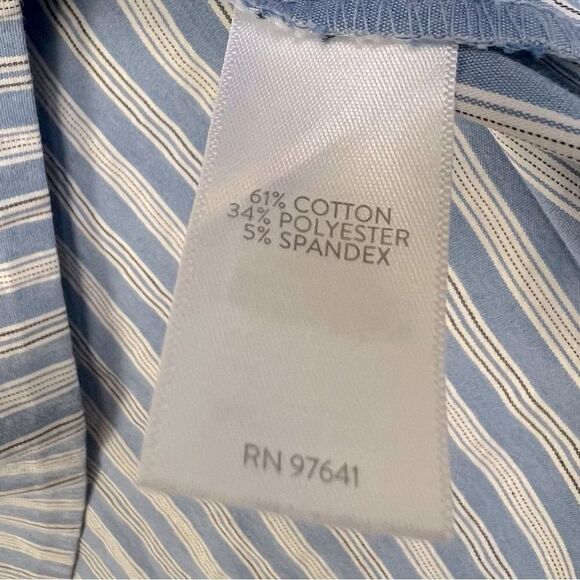 61% COTTON
34% POLYESTER
5% SPANDEX
RN 97641